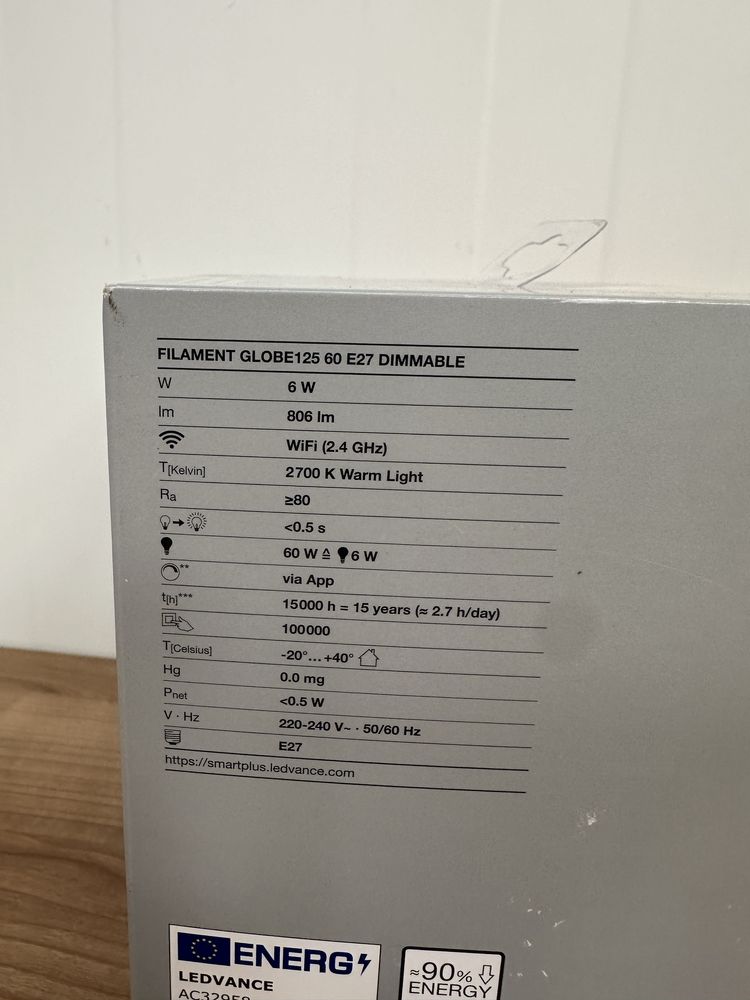 FILAMENT GLOBE125 60 E27 DIMMABLE
W 6 W
lm 806 lm
WiFi (2.4 GHz)
T[Kelvin] 2700 K Warm Light
Ra ≥80
<0.5 s
60 W ≙ 6 W
** via App
t[h]*** 15000 h = 15 years (≈ 2.7 h/day)
100000
T[Celsius] -20°...+40°
Hg 0.0 mg
Pnet <0.5 W
V · Hz 220-240 V~ · 50/60 Hz
E27
https://smartplus.ledvance.com
ENERG
LEDVANCE
≈90%
ENERGY